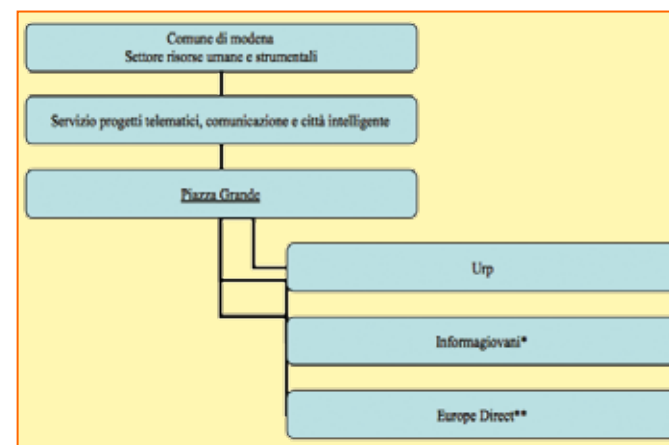 Comune di modena
Settore risorse umane e strumentali
Servizio progetti telematici, comunicazione e città intelligente
Piazza Grande
Urp
Informagiovani*
Europe Direct**